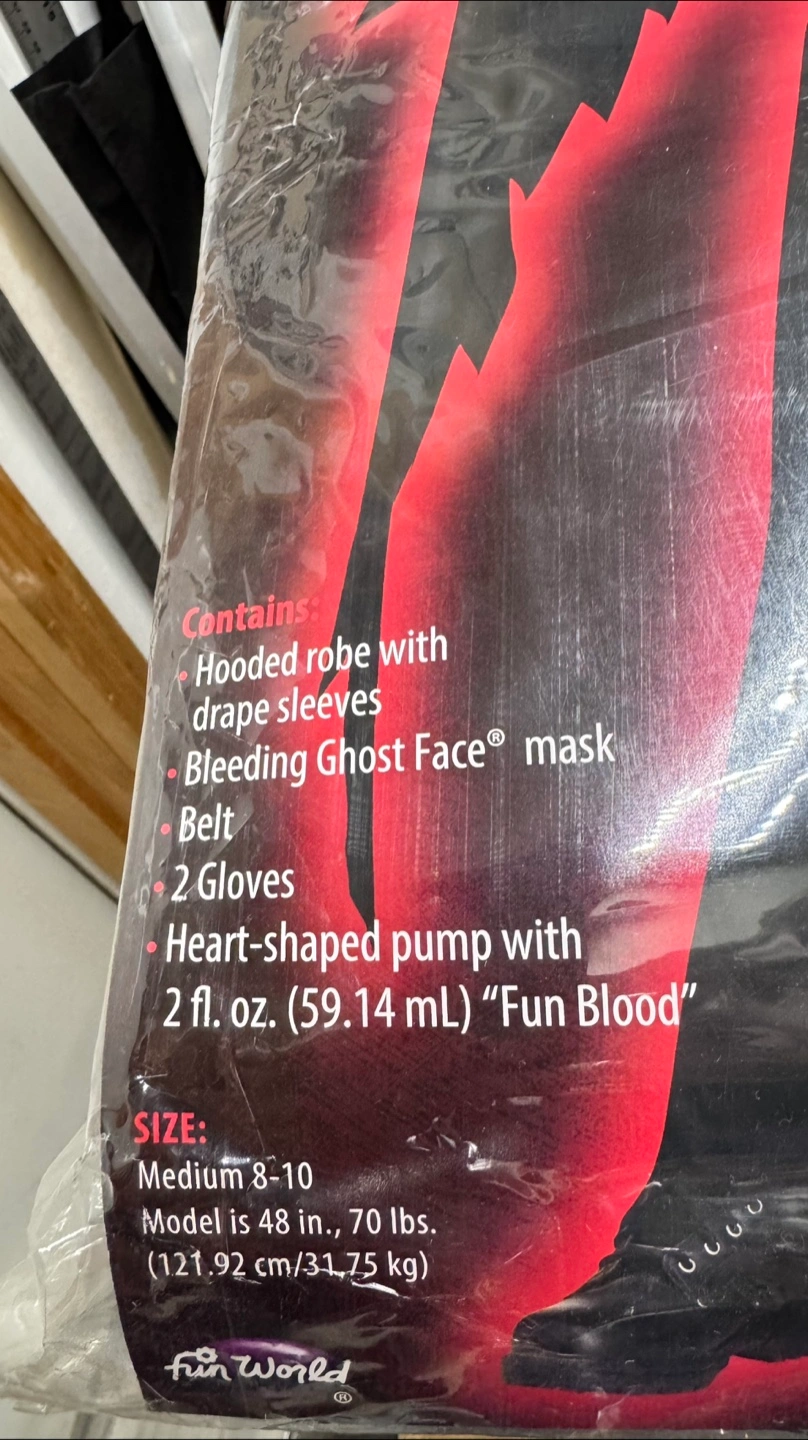 Contains:
• Hooded robe with
drape sleeves
• Bleeding Ghost Face® mask
• Belt
• 2 Gloves
• Heart-shaped pump with
2 fl. oz. (59.14 mL) “Fun Blood”
SIZE:
Medium 8-10
Model is 48 in., 70 lbs.
(121.92 cm/31.75 kg)
fun World
®